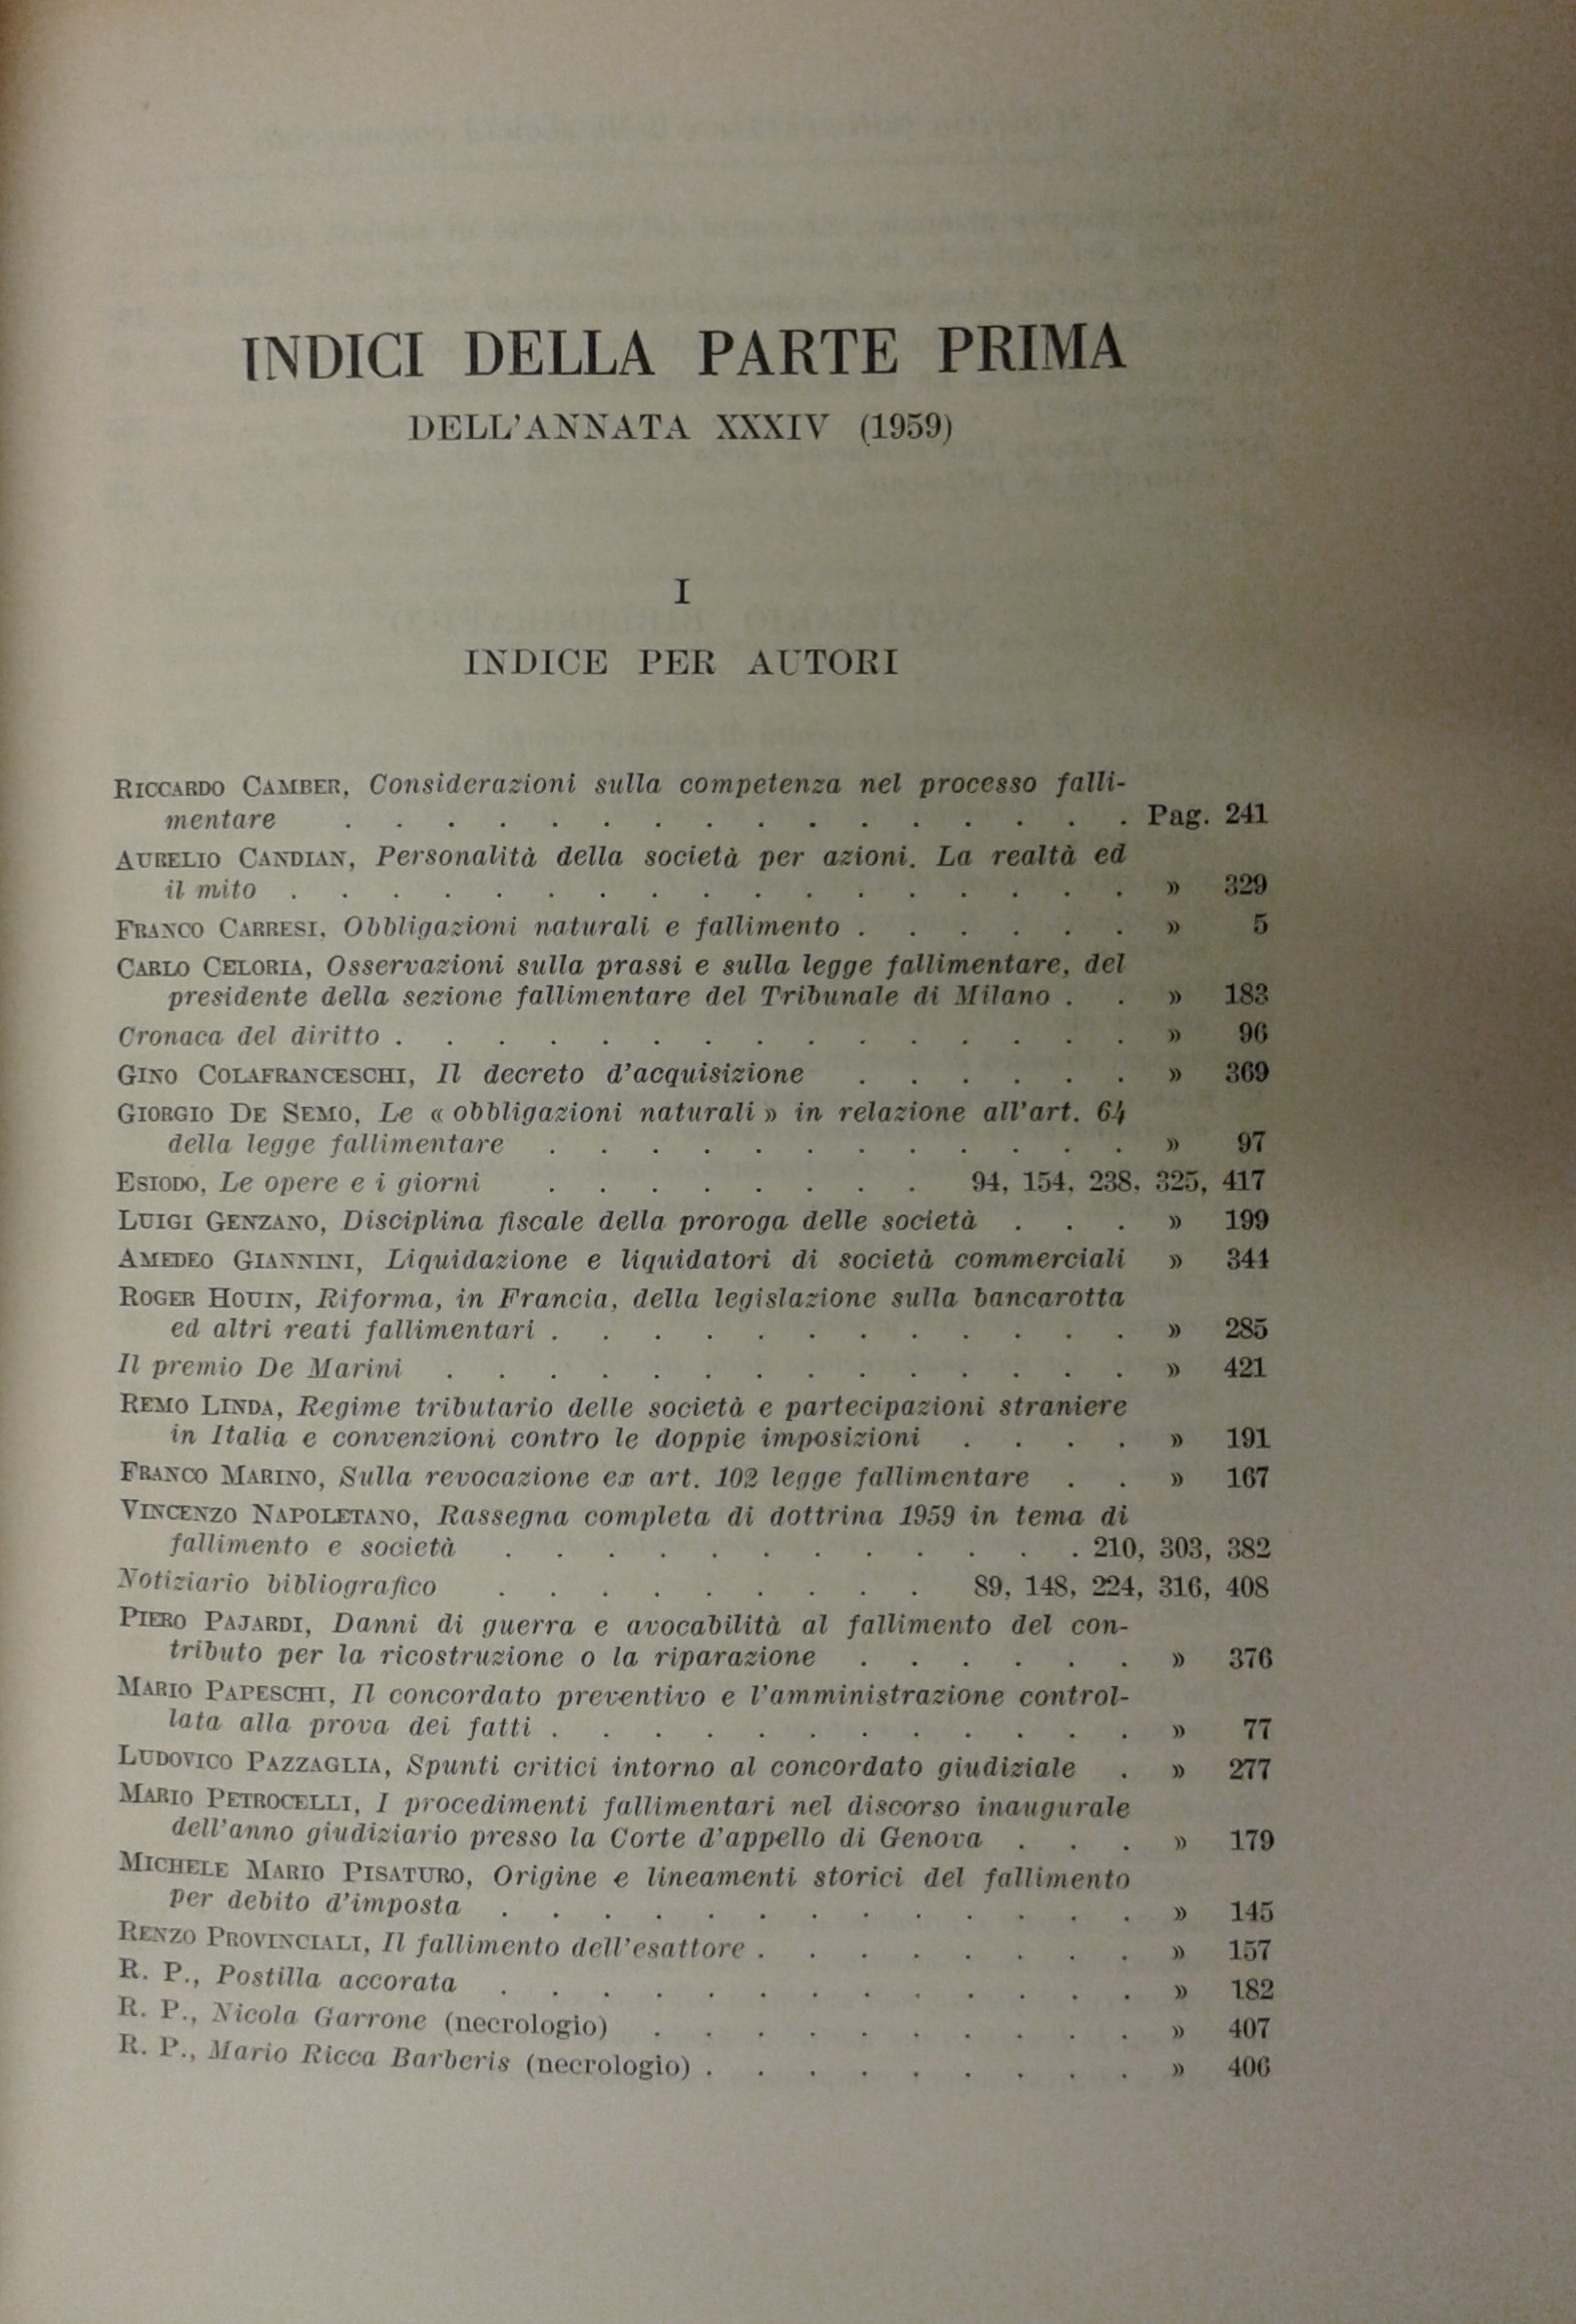 INDICI DELLA PARTE PRIMA
DELL'ANNATA XXXIV (1959)
I
INDICE PER AUTORI
RICCARDO CAMBER, Considerazioni sulla competenza nel processo falli-
mentare . . . . . . . . . . . . . . . . Pag. 241
AURELIO CANDIAN, Personalità della società per azioni. La realtà ed
il mito . . . . . . . . . . . . . . . . . » 329
FRANCO CARRESI, Obbligazioni naturali e fallimento . . . . . . » 5
CARLO CELORIA, Osservazioni sulla prassi e sulla legge fallimentare, del
presidente della sezione fallimentare del Tribunale di Milano . . » 183
Cronaca del diritto . . . . . . . . . . . . . . . » 96
GINO COLAFRANCESCHI, Il decreto d'acquisizione . . . . . . » 369
GIORGIO DE SEMO, Le « obbligazioni naturali » in relazione all'art. 64
della legge fallimentare . . . . . . . . . . . . » 97
ESIODO, Le opere e i giorni . . . . . . . . 94, 154, 238, 325, 417
LUIGI GENZANO, Disciplina fiscale della proroga delle società . . . » 199
AMEDEO GIANNINI, Liquidazione e liquidatori di società commerciali » 344
ROGER HOUIN, Riforma, in Francia, della legislazione sulla bancarotta
ed altri reati fallimentari . . . . . . . . . . . . » 285
Il premio De Marini . . . . . . . . . . . . . . » 421
REMO LINDA, Regime tributario delle società e partecipazioni straniere
in Italia e convenzioni contro le doppie imposizioni . . . . » 191
FRANCO MARINO, Sulla revocazione ex art. 102 legge fallimentare . . » 167
VINCENZO NAPOLETANO, Rassegna completa di dottrina 1959 in tema di
fallimento e società . . . . . . . . . . . . 210, 303, 382
Notiziario bibliografico . . . . . . . . . 89, 148, 224, 316, 408
PIERO PAJARDI, Danni di guerra e avocabilità al fallimento del con-
tributo per la ricostruzione o la riparazione . . . . . . » 376
MARIO PAPESCHI, Il concordato preventivo e l'amministrazione control-
lata alla prova dei fatti . . . . . . . . . . . . » 77
LUDOVICO PAZZAGLIA, Spunti critici intorno al concordato giudiziale . » 277
MARIO PETROCELLI, I procedimenti fallimentari nel discorso inaugurale
dell'anno giudiziario presso la Corte d'appello di Genova . . . » 179
MICHELE MARIO PISATURO, Origine e lineamenti storici del fallimento
per debito d'imposta . . . . . . . . . . . . . » 145
RENZO PROVINCIALI, Il fallimento dell'esattore . . . . . . . . » 157
R. P., Postilla accorata . . . . . . . . . . . . . » 182
R. P., Nicola Garrone (necrologio) . . . . . . . . . . » 407
R. P., Mario Ricca Barberis (necrologio) . . . . . . . . . » 406